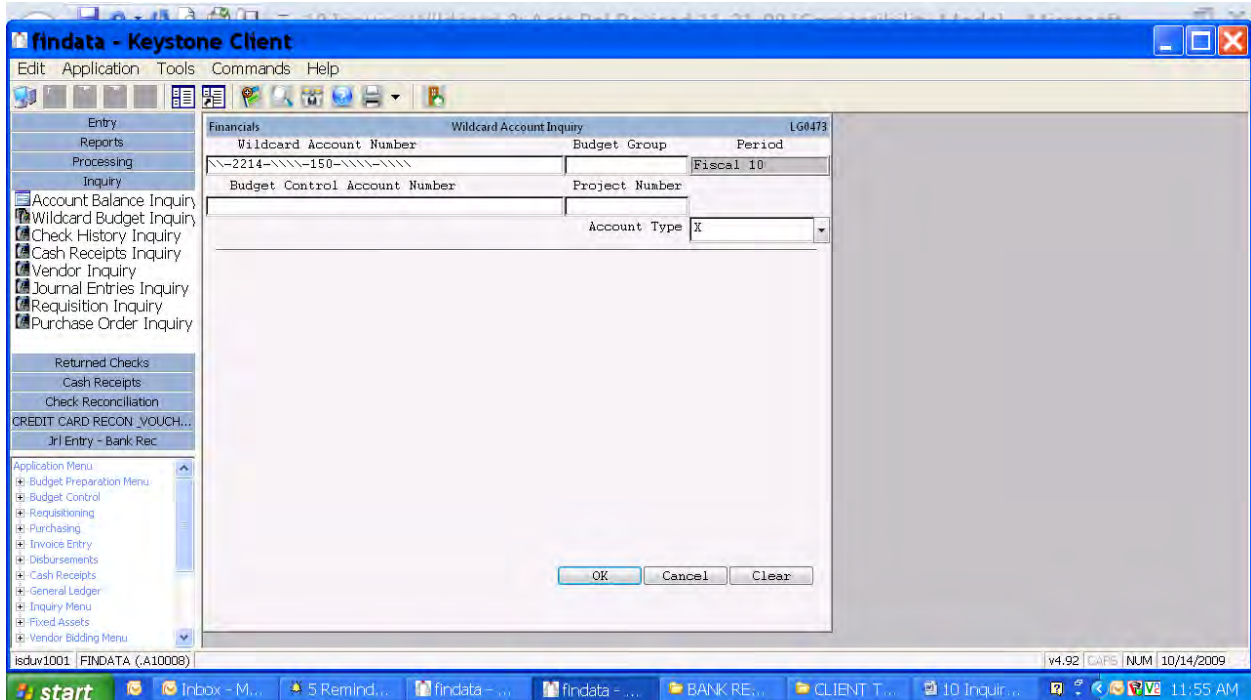 findata - Keystone Client
Edit Application Tools Commands Help
Entry
Reports
Processing
Inquiry
Account Balance Inquiry
Wildcard Budget Inquiry
Check History Inquiry
Cash Receipts Inquiry
Vendor Inquiry
Journal Entries Inquiry
Requisition Inquiry
Purchase Order Inquiry
Returned Checks
Cash Receipts
Check Reconciliation
CREDIT CARD RECON _VOUCH...
Jrl Entry - Bank Rec
Application Menu
Budget Preparation Menu
Budget Control
Requisitioning
Purchasing
Invoice Entry
Disbursements
Cash Receipts
General Ledger
Inquiry Menu
Fixed Assets
Vendor Bidding Menu
Financials Wildcard Account Inquiry LG0473
Wildcard Account Number Budget Group Period
\\-2214-\\\\-150-\\\\-\\\\ Fiscal 10
Budget Control Account Number Project Number
Account Type X
OK Cancel Clear
isduv1001 FINDATA (.A10008) v4.92 CAPS NUM 10/14/2009
start Inbox - M... 5 Remind... findata - ... findata - ... BANK RE... CLIENT T... 10 Inquir... 11:55 AM